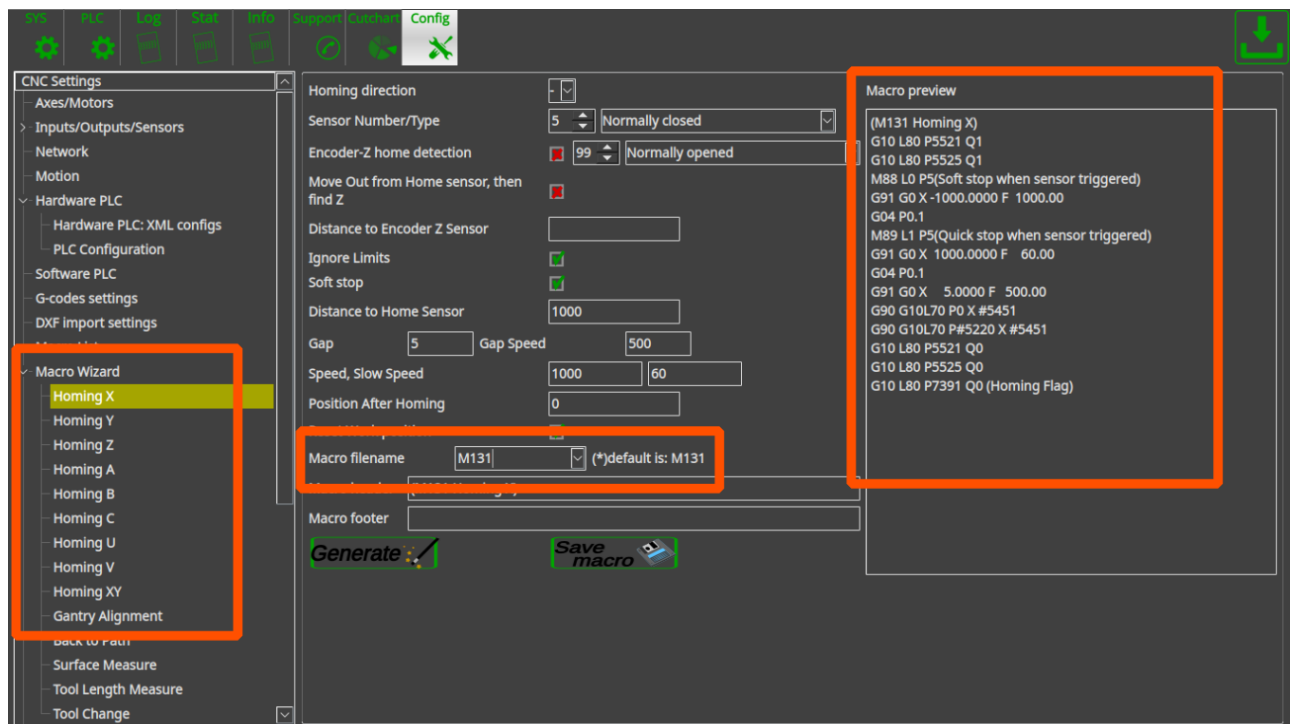 SYS PLC Log Stat Info Support Cutchart Config
CNC Settings
Axes/Motors
Inputs/Outputs/Sensors
Network
Motion
Hardware PLC
Hardware PLC: XML configs
PLC Configuration
Software PLC
G-codes settings
DXF import settings
Macro Wizard
Homing X
Homing Y
Homing Z
Homing A
Homing B
Homing C
Homing U
Homing V
Homing XY
Gantry Alignment
Back to Path
Surface Measure
Tool Length Measure
Tool Change
Homing direction -
Sensor Number/Type 5 Normally closed
Encoder-Z home detection 99 Normally opened
Move Out from Home sensor, then
find Z
Distance to Encoder Z Sensor
Ignore Limits
Soft stop
Distance to Home Sensor 1000
Gap 5 Gap Speed 500
Speed, Slow Speed 1000 60
Position After Homing 0
Macro filename M131 (*)default is: M131
Macro footer
Generate Save
macro
Macro preview
(M131 Homing X)
G10 L80 P5521 Q1
G10 L80 P5525 Q1
M88 L0 P5(Soft stop when sensor triggered)
G91 G0 X -1000.0000 F 1000.00
G04 P0.1
M89 L1 P5(Quick stop when sensor triggered)
G91 G0 X 1000.0000 F 60.00
G04 P0.1
G91 G0 X 5.0000 F 500.00
G90 G10L70 P0 X #5451
G90 G10L70 P#5220 X #5451
G10 L80 P5521 Q0
G10 L80 P5525 Q0
G10 L80 P7391 Q0 (Homing Flag)